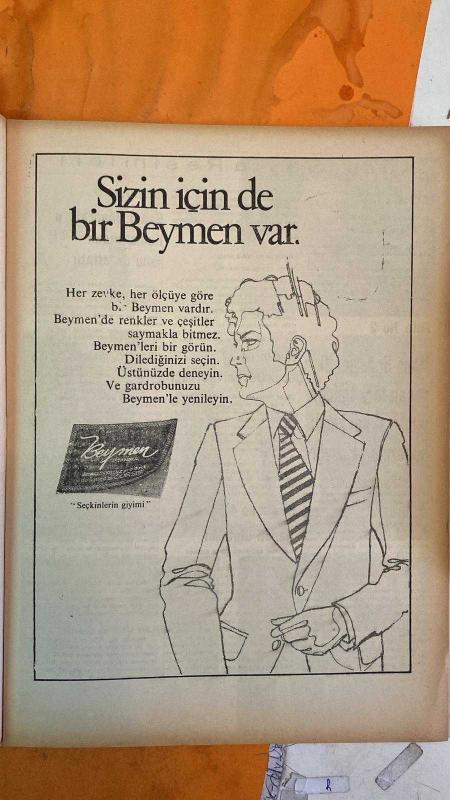 Sizin için de
bir Beymen var.
Her zevke, her ölçüye göre
Beymen vardır.
Beymen'de renkler ve çeşitler
saymakla bitmez.
Beymen'leri bir görün.
Dilediğinizi seçin.
Üstünüzde deneyin.
Ve gardrobunuzu
Beymen'le yenileyin.
Beymen
"Seçkinlerin giyimi"